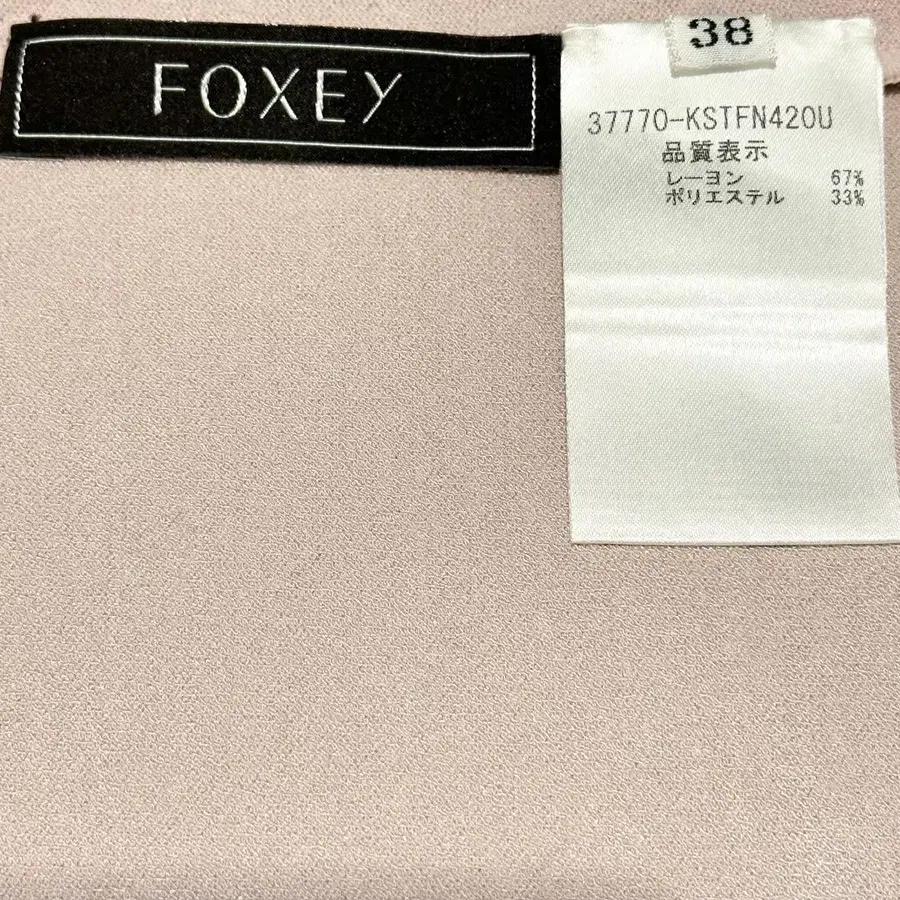 FOXEY
38
37770-KSTFN420U
品質表示
レーヨン 67%
ポリエステル 33%